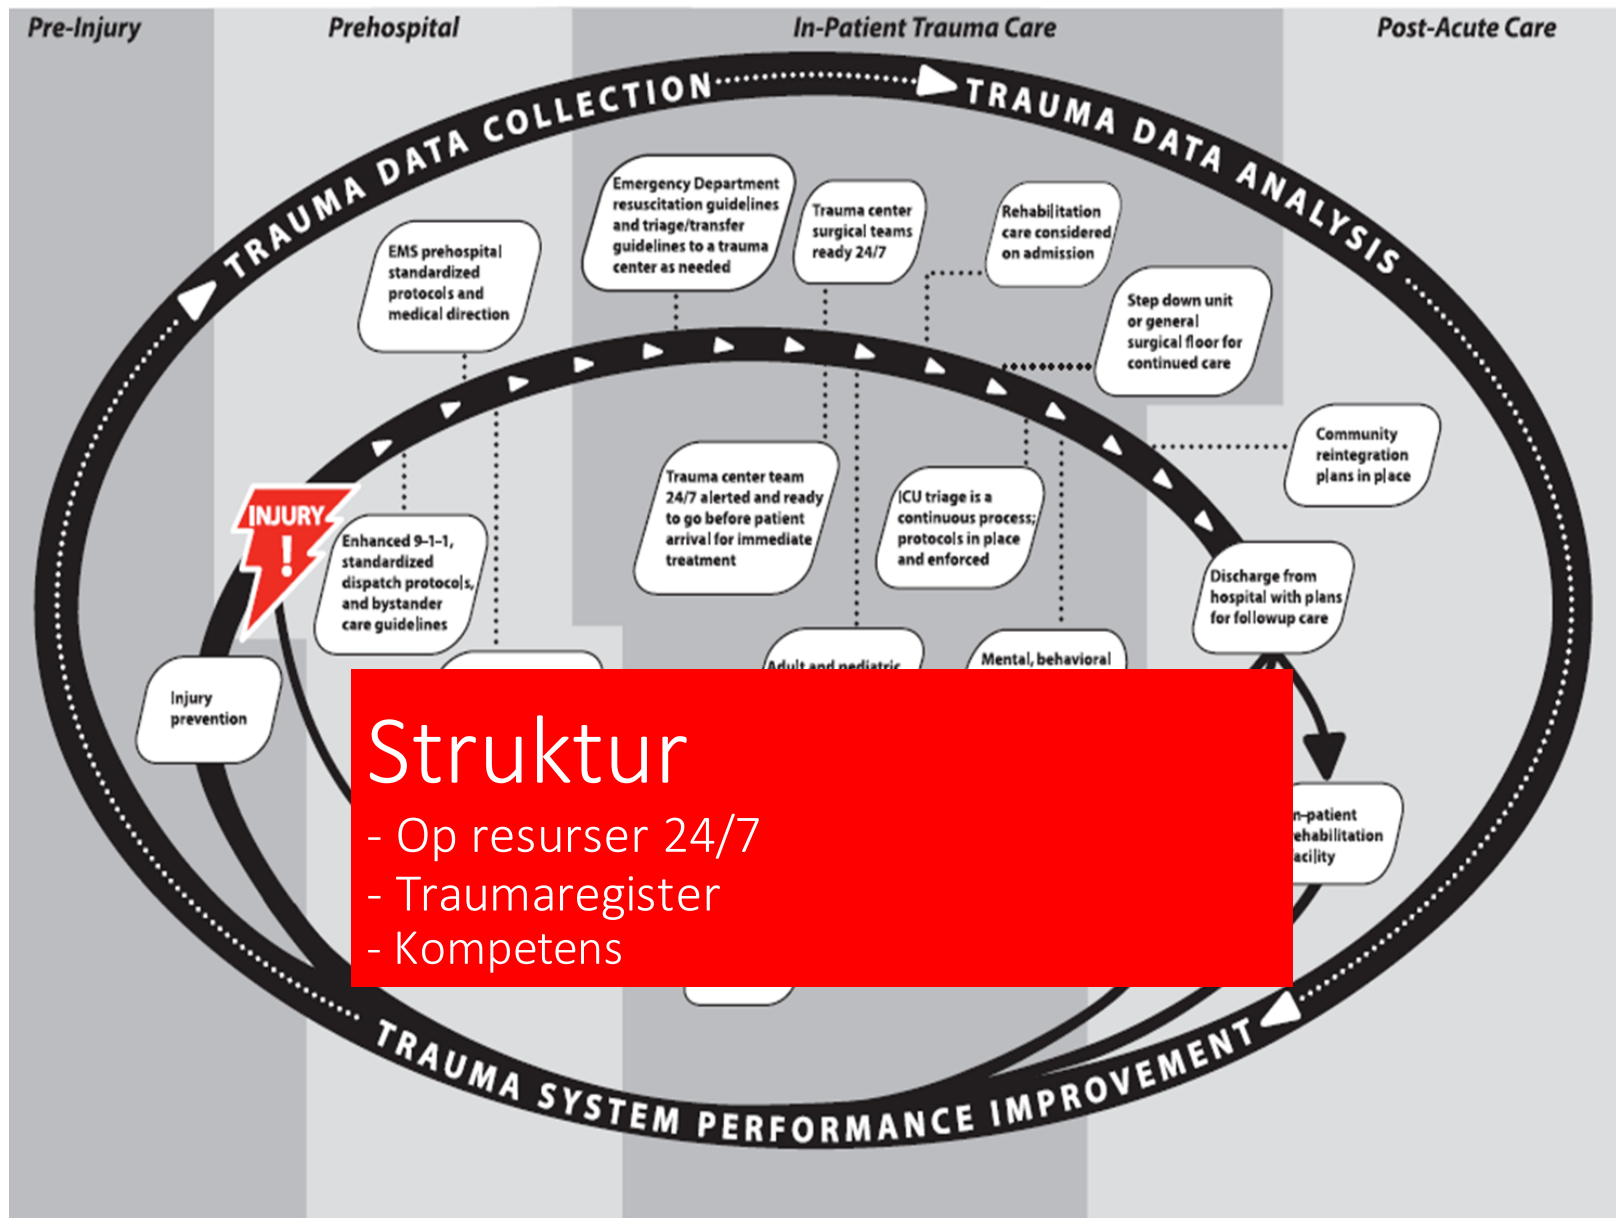 Pre-Injury
Prehospital
In-Patient Trauma Care
Post-Acute Care
TRAUMA DATA COLLECTION
TRAUMA DATA ANALYSIS
Emergency Department
resuscitation guidelines
and triage/transfer
guidelines to a trauma
center as needed
Trauma center
surgical teams
ready 24/7
Rehabilitation
care considered
on admission
EMS prehospital
standardized
protocols and
medical direction
Step down unit
or general
surgical floor for
continued care
Community
reintegration
plans in place
Trauma center team
24/7 alerted and ready
to go before patient
arrival for immediate
treatment
ICU triage is a
continuous process;
protocols in place
and enforced
INJURY
!
Enhanced 9-1-1,
standardized
dispatch protocols,
and bystander
care guidelines
Discharge from
hospital with plans
for followup care
Injury
prevention
Adult and pediatric
Mental, behavioral
Struktur
- Op resurser 24/7
- Traumaregister
- Kompetens
n-patient
ehabilitation
acility
TRAUMA SYSTEM PERFORMANCE IMPROVEMENT